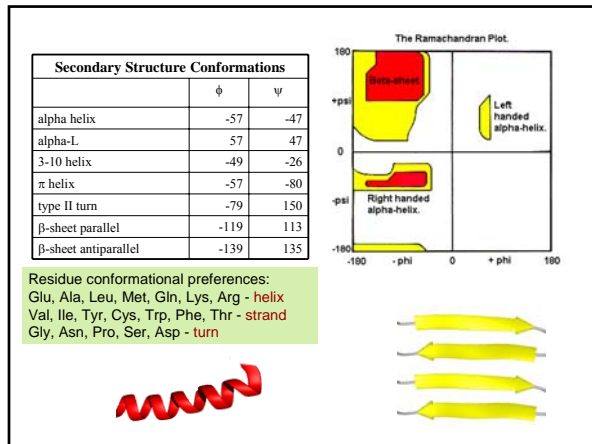 Secondary Structure Conformations
ϕ ψ
alpha helix -57 -47
alpha-L 57 47
3-10 helix -49 -26
π helix -57 -80
type II turn -79 150
β-sheet parallel -119 113
β-sheet antiparallel -139 135
Residue conformational preferences:
Glu, Ala, Leu, Met, Gln, Lys, Arg - helix
Val, Ile, Tyr, Cys, Trp, Phe, Thr - strand
Gly, Asn, Pro, Ser, Asp - turn
The Ramachandran Plot.
180
Beta-sheet
+psi
Left
handed
alpha-helix.
0
-psi
Right handed
alpha-helix.
-180
-180 - phi 0 + phi 180